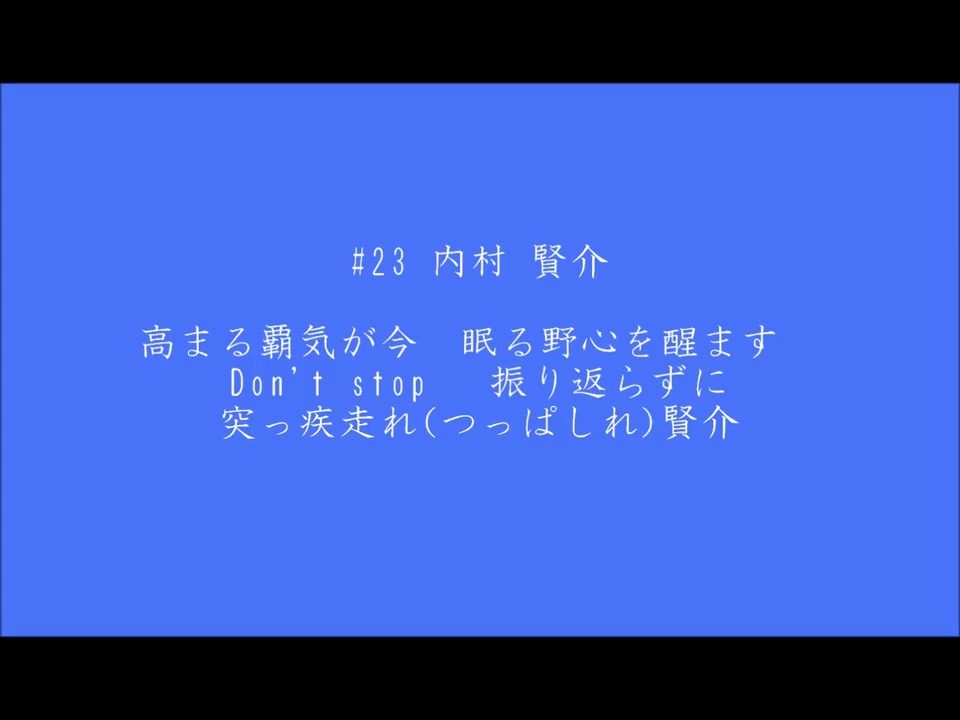 #23 内村 賢介
高まる覇気が今　眠る野心を醒ます
Don't stop　振り返らずに
突っ疾走れ(つっぱしれ)賢介